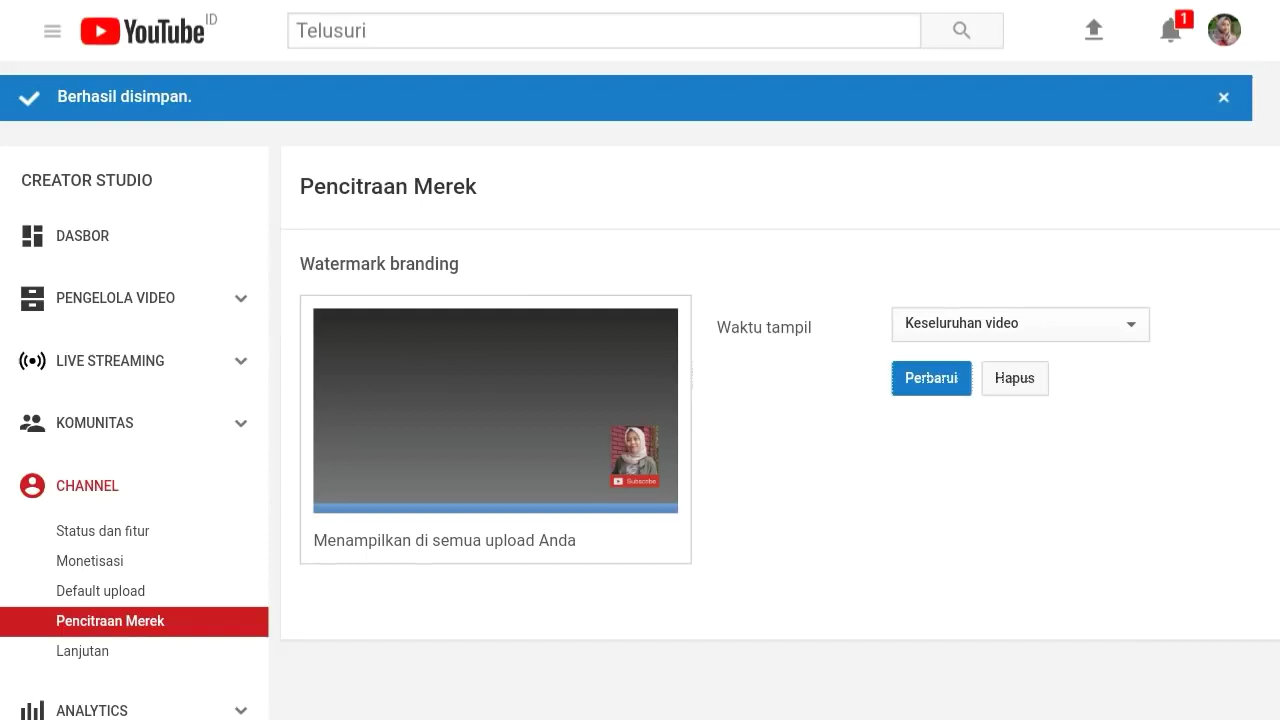 YouTube ID
Telusuri
1
Berhasil disimpan.
CREATOR STUDIO
DASBOR
PENGELOLA VIDEO
LIVE STREAMING
KOMUNITAS
CHANNEL
Status dan fitur
Monetisasi
Default upload
Pencitraan Merek
Lanjutan
ANALYTICS
Pencitraan Merek
Watermark branding
Subscribe
Menampilkan di semua upload Anda
Waktu tampil
Keseluruhan video
Perbarui
Hapus